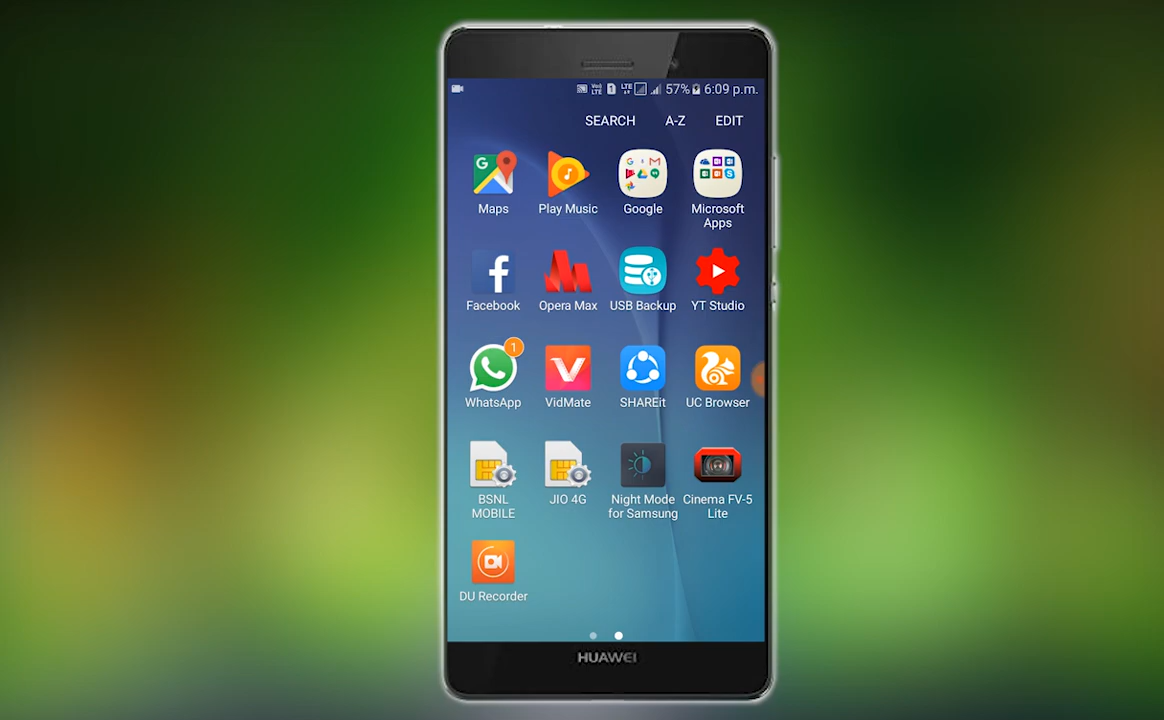 57% 6:09 p.m.
SEARCH A-Z EDIT
Maps Play Music Google Microsoft
Apps
Facebook Opera Max USB Backup YT Studio
1
WhatsApp VidMate SHAREit UC Browser
BSNL JIO 4G Night Mode Cinema FV-5
MOBILE for Samsung Lite
DU Recorder
HUAWEI